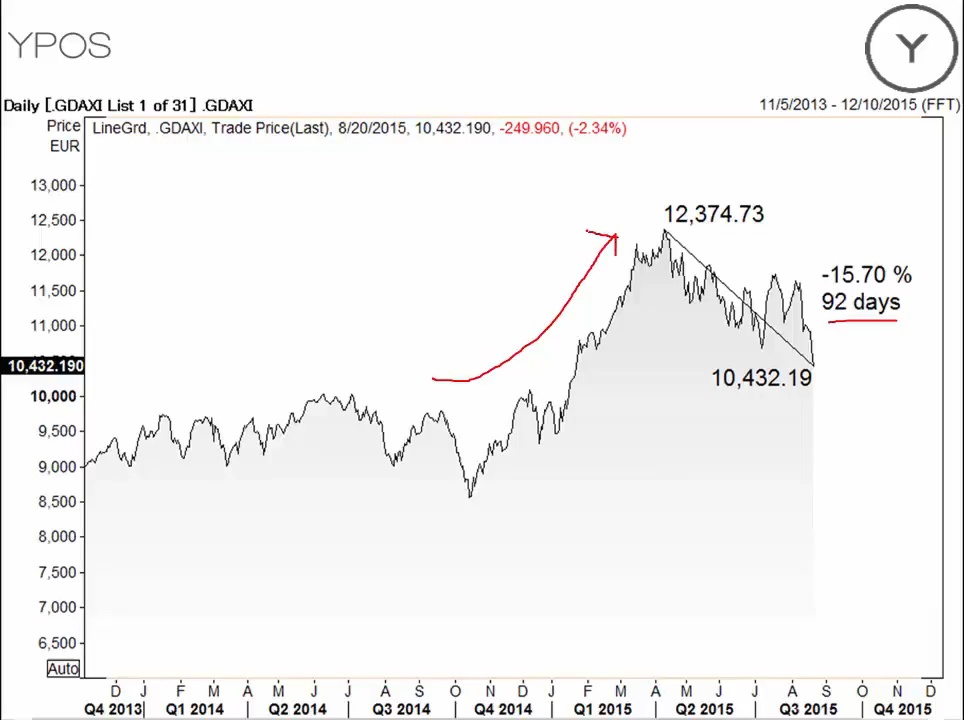 YPOS
Y
Daily [.GDAXI List 1 of 31] .GDAXI
11/5/2013 - 12/10/2015 (FFT)
Price
EUR
LineGrd, .GDAXI, Trade Price(Last), 8/20/2015, 10,432.190, -249.960, (-2.34%)
13,000
12,500
12,000
11,500
11,000
10,432.190
10,000
9,500
9,000
8,500
8,000
7,500
7,000
6,500
Auto
12,374.73
-15.70 %
92 days
10,432.19
D J F M A M J J A S O N D J F M A M J J A S O N D
Q4 2013 Q1 2014 Q2 2014 Q3 2014 Q4 2014 Q1 2015 Q2 2015 Q3 2015 Q4 2015